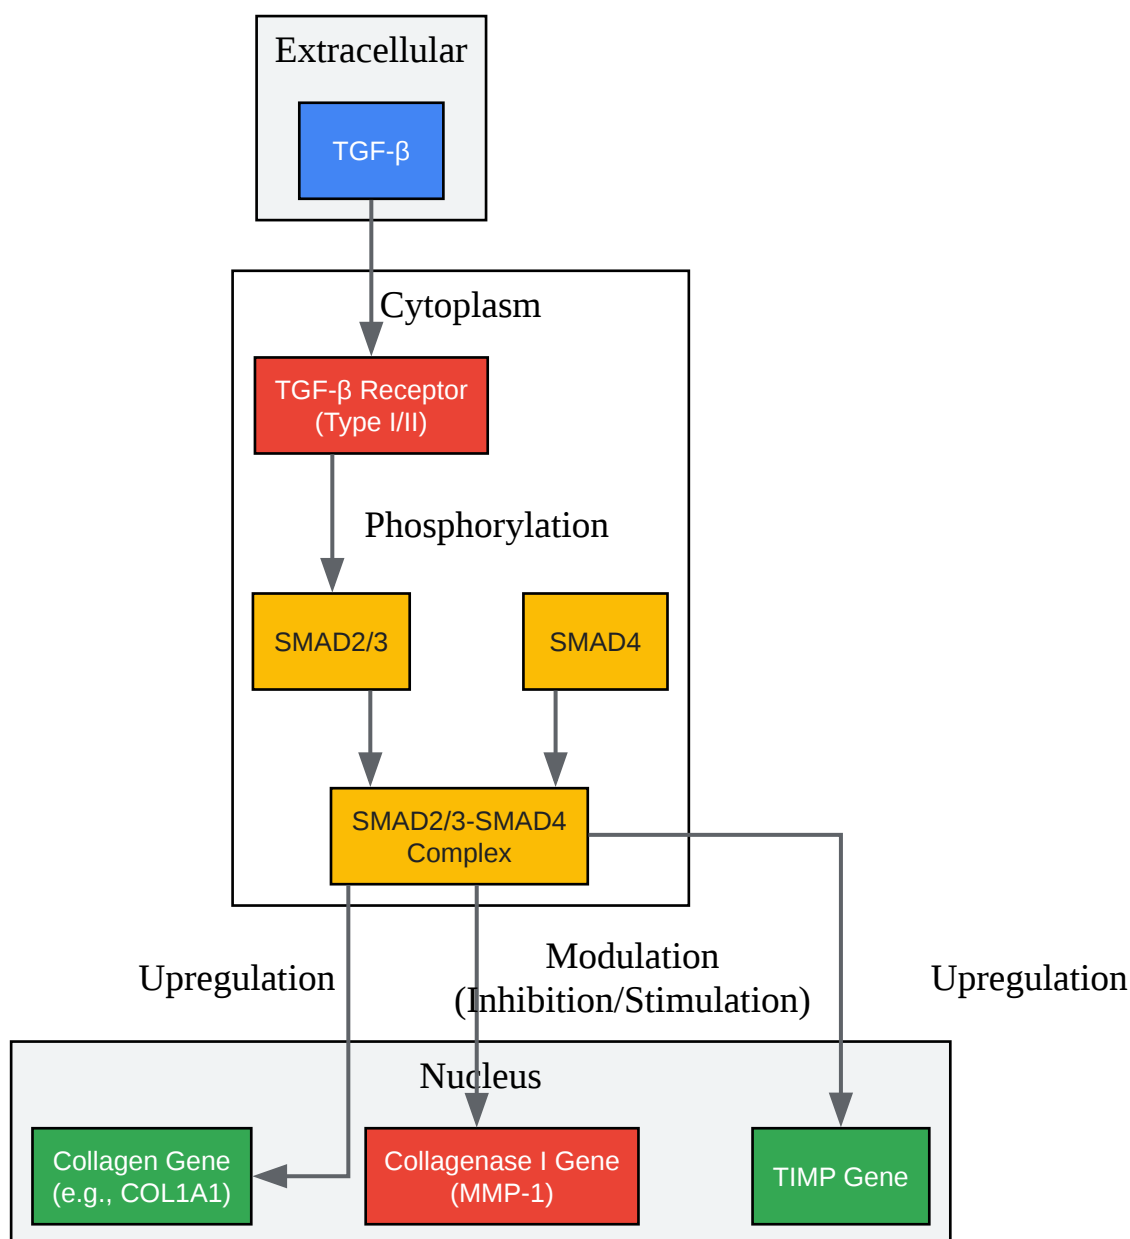 Extracellular
TGF-β
Cytoplasm
TGF-β Receptor
(Type I/II)
Phosphorylation
SMAD2/3
SMAD4
SMAD2/3-SMAD4
Complex
Upregulation
Modulation
(Inhibition/Stimulation)
Upregulation
Nucleus
Collagen Gene
(e.g., COL1A1)
Collagenase I Gene
(MMP-1)
TIMP Gene